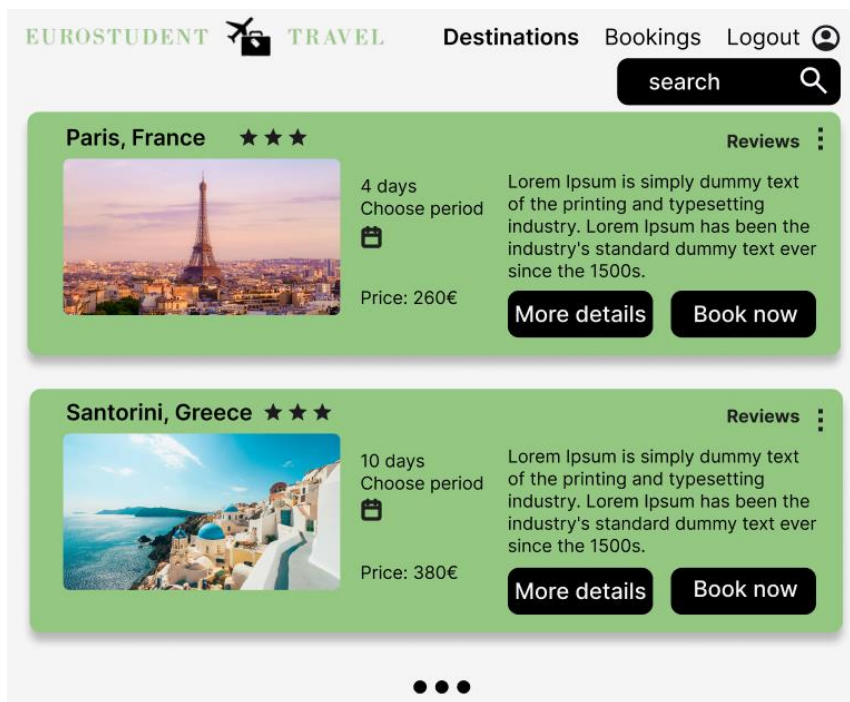 EUROSTUDENT TRAVEL
Destinations Bookings Logout
search
Paris, France
Reviews
4 days
Choose period
Price: 260€
Lorem Ipsum is simply dummy text
of the printing and typesetting
industry. Lorem Ipsum has been the
industry's standard dummy text ever
since the 1500s.
More details Book now
Santorini, Greece
Reviews
10 days
Choose period
Price: 380€
Lorem Ipsum is simply dummy text
of the printing and typesetting
industry. Lorem Ipsum has been the
industry's standard dummy text ever
since the 1500s.
More details Book now